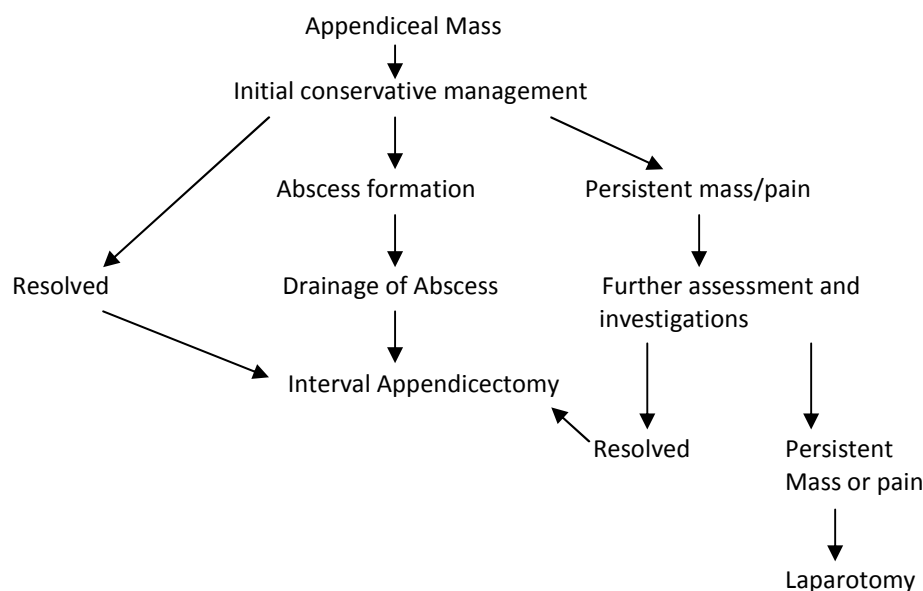 Appendiceal Mass
Initial conservative management
Abscess formation
Persistent mass/pain
Resolved
Drainage of Abscess
Further assessment and
investigations
Interval Appendicectomy
Resolved
Persistent
Mass or pain
Laparotomy